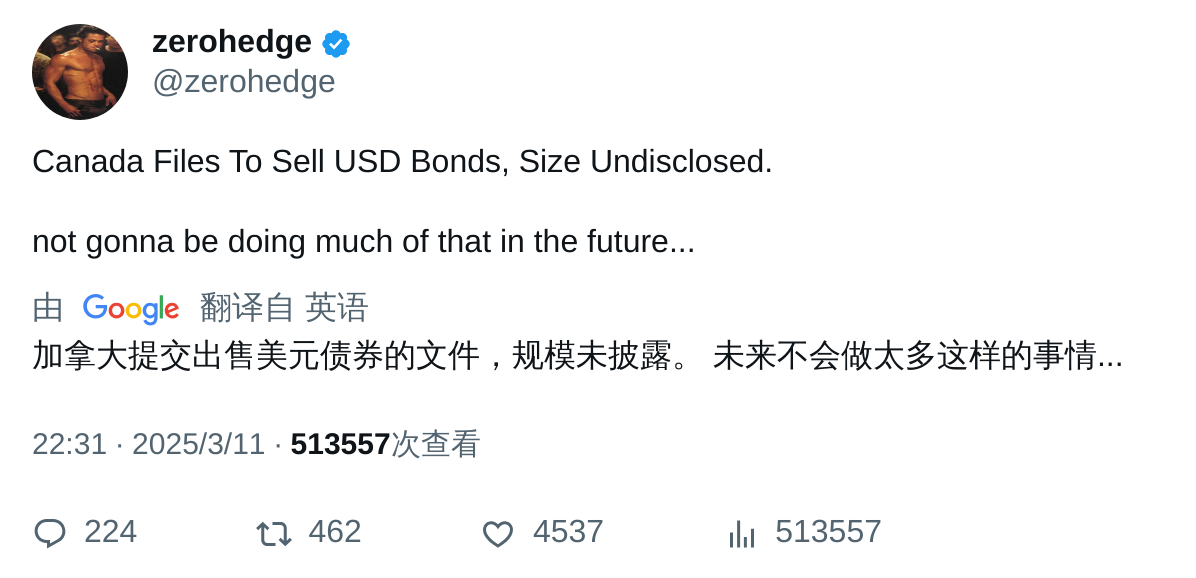 zerohedge
@zerohedge
Canada Files To Sell USD Bonds, Size Undisclosed.
not gonna be doing much of that in the future...
由 Google 翻译自 英语
加拿大提交出售美元债券的文件，规模未披露。 未来不会做太多这样的事情...
22:31 · 2025/3/11 · 513557次查看
224 462 4537 513557